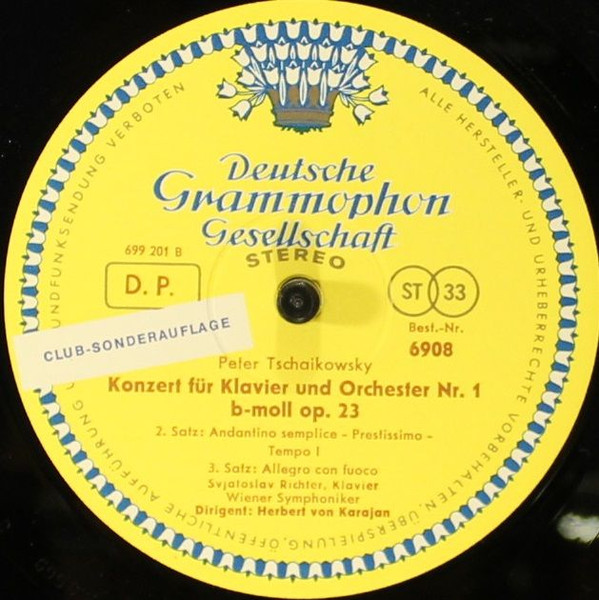 Deutsche
Grammophon
Gesellschaft
STEREO
699 201 B
D. P.
ST 33
Best.-Nr.
6908
CLUB-SONDERAUFLAGE
Peter Tschaikowsky
Konzert für Klavier und Orchester Nr. 1
b-moll op. 23
2. Satz: Andantino semplice – Prestissimo –
Tempo I
3. Satz: Allegro con fuoco
Svjatoslav Richter, Klavier
Wiener Symphoniker
Dirigent: Herbert von Karajan
ALLE HERSTELLER- UND URHEBERRECHTE VORBEHALTEN. ÜBERSPIELUNG, ÖFFENTLICHE AUFFÜHRUNG UNDFUNKSENDUNG VERBOTEN